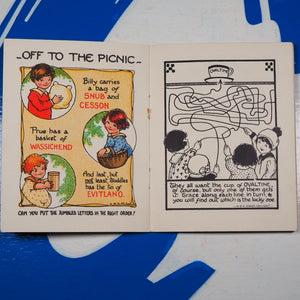 OFF TO THE PICNIC
Billy carries
a bag of
SNUB and
CESSON
Prue has a
basket of
WASSICHEND
And last, but
not least Biddles
has the tin of
EVITLANO.
CAN YOU PUT THE JUMBLED LETTERS IN THE RIGHT ORDER?
OVALTINE
They all want the cup of OVALTINE,
of course, but only one of them gets
it. Trace along each line in turn, &
you will find out which is the lucky one.